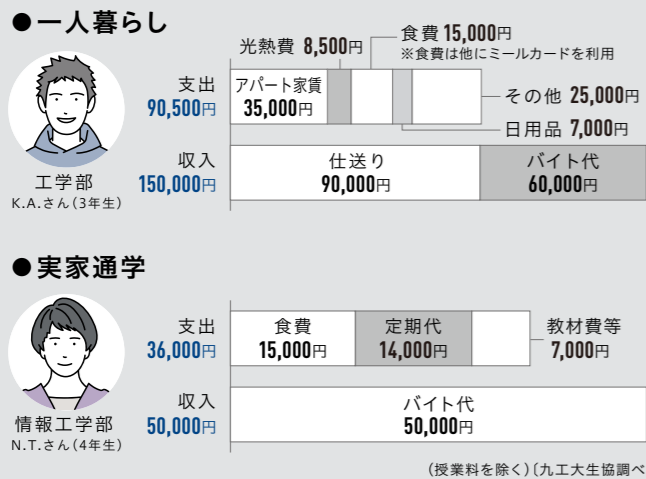 ●一人暮らし
光熱費 8,500円
食費 15,000円
※食費は他にミールカードを利用
支出
90,500円
アパート家賃
35,000円
その他 25,000円
日用品 7,000円
収入
150,000円
仕送り
90,000円
バイト代
60,000円
工学部
K.A.さん(3年生)
●実家通学
支出
36,000円
食費
15,000円
定期代
14,000円
教材費等
7,000円
収入
50,000円
バイト代
50,000円
情報工学部
N.T.さん(4年生)
(授業料を除く)〔九工大生協調べ